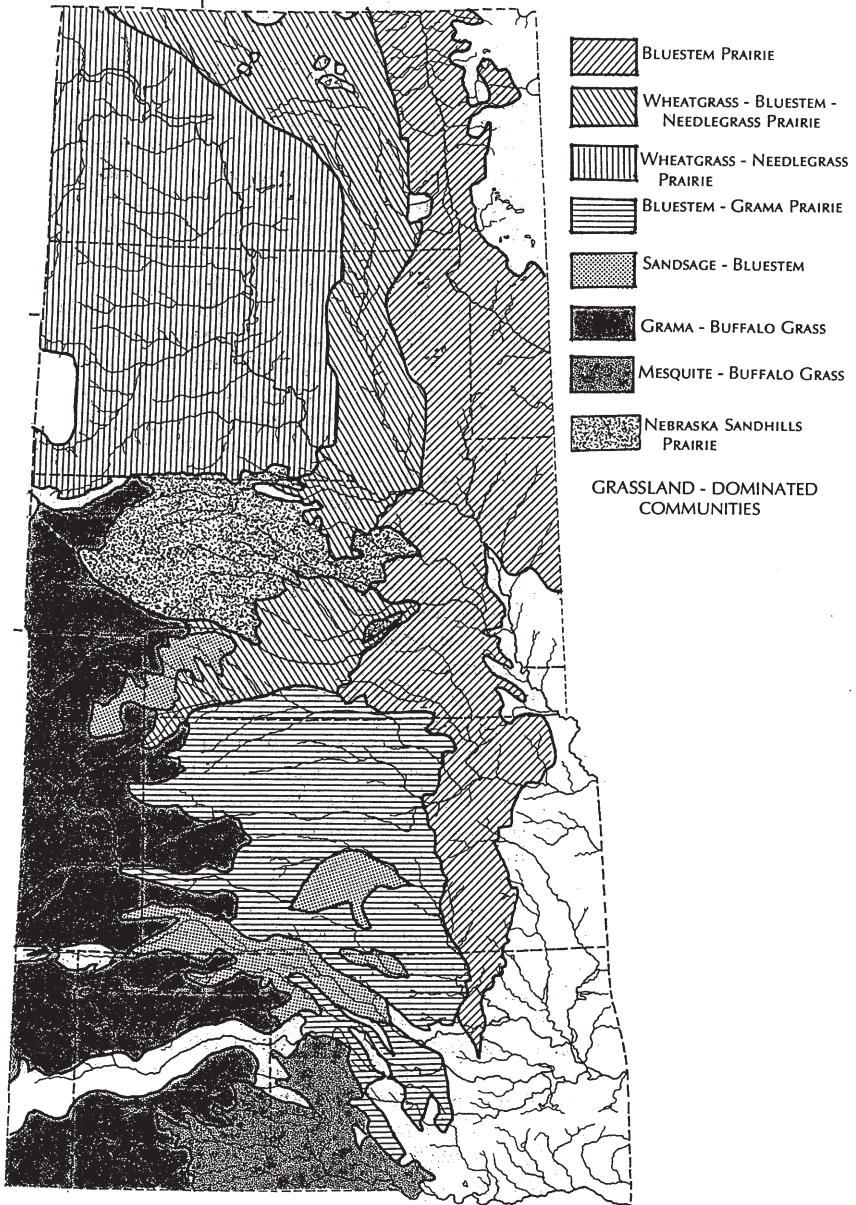 BLUESTEM PRAIRIE
WHEATGRASS - BLUESTEM -
NEEDLEGRASS PRAIRIE
WHEATGRASS - NEEDLEGRASS
PRAIRIE
BLUESTEM - GRAMA PRAIRIE
SANDSAGE - BLUESTEM
GRAMA - BUFFALO GRASS
MESQUITE - BUFFALO GRASS
NEBRASKA SANDHILLS
PRAIRIE
GRASSLAND - DOMINATED
COMMUNITIES